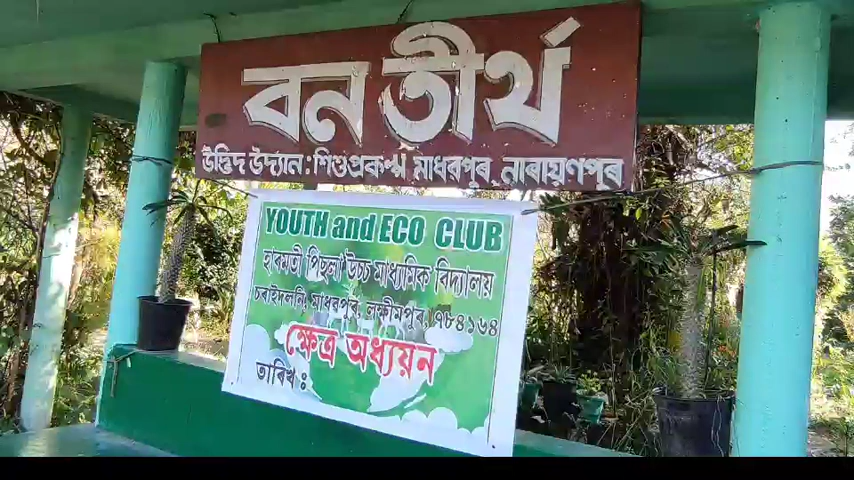 বনতীৰ্থ
উদ্ভিদ উদ্যান: শিশুপ্ৰকল্প মাধৱপুৰ, নাৰায়ণপুৰ
YOUTH and ECO CLUB
হাৰমতী পিছলা উচ্চ মাধ্যমিক বিদ্যালয়
চৰাইদলনি, মাধৱপুৰ, লক্ষীমপুৰ, ৭৮৪১৬৪
ক্ষেত্ৰ অধ্যয়ন
তাৰিখ: